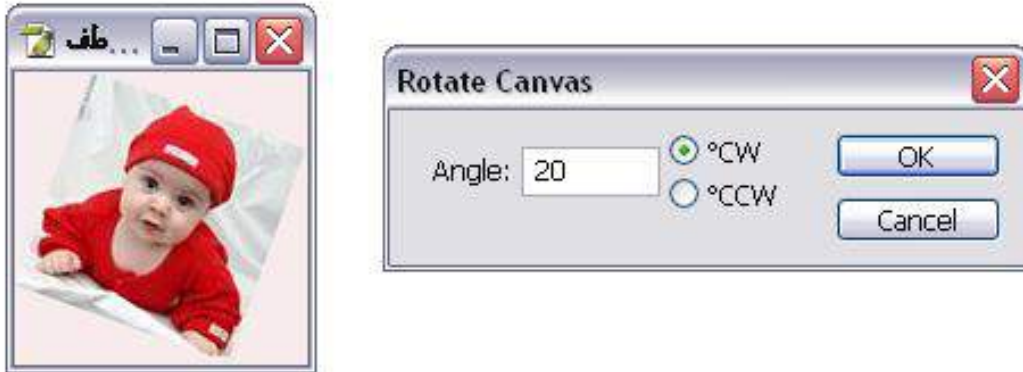 ...طف
Rotate Canvas
Angle: 20
°CW
°CCW
OK
Cancel